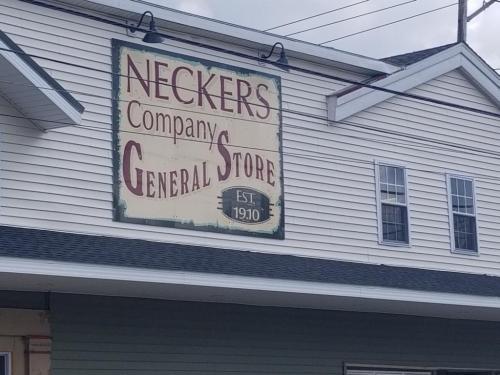 NECKERS
Company
GENERAL STORE
EST.
1910